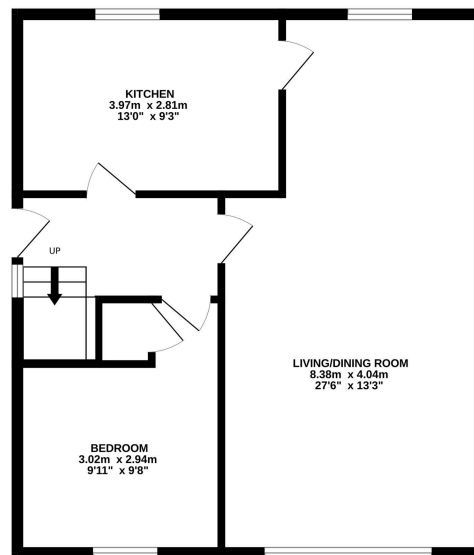 KITCHEN
3.97m x 2.81m
13'0" x 9'3"
UP
LIVING/DINING ROOM
8.38m x 4.04m
27'6" x 13'3"
BEDROOM
3.02m x 2.94m
9'11" x 9'8"